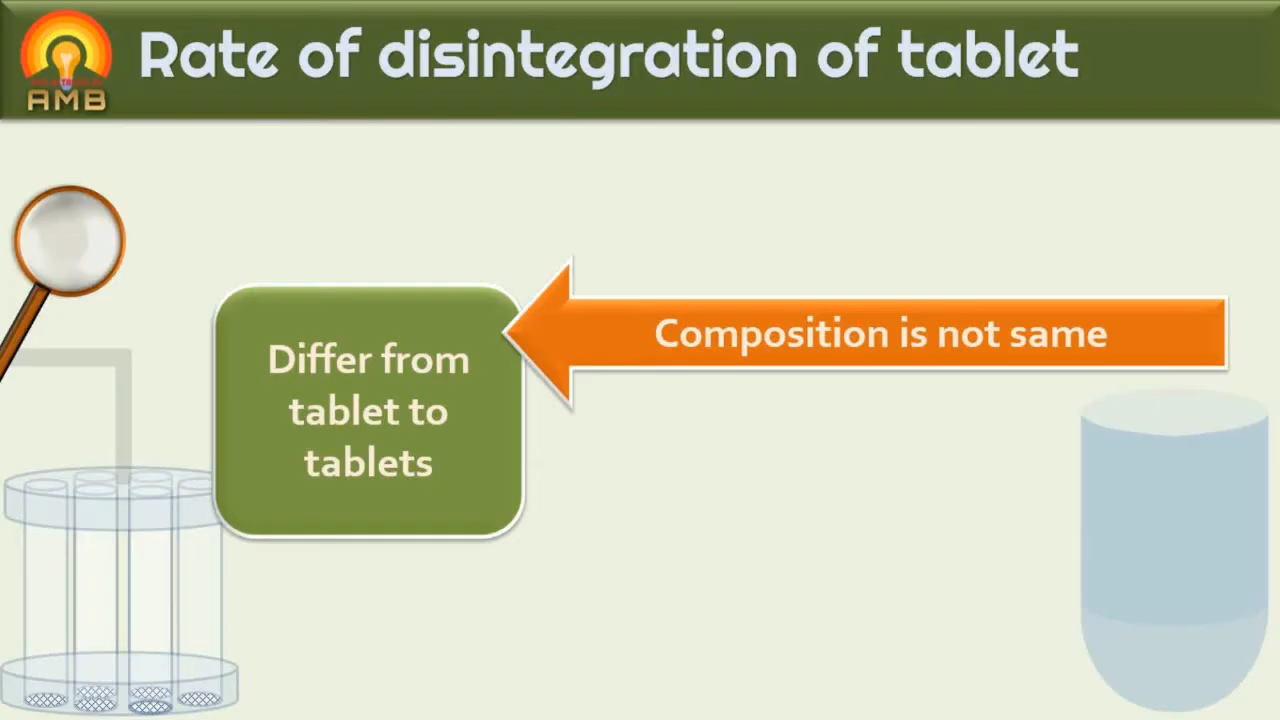 Rate of disintegration of tablet
AMB
Differ from
tablet to
tablets
Composition is not same